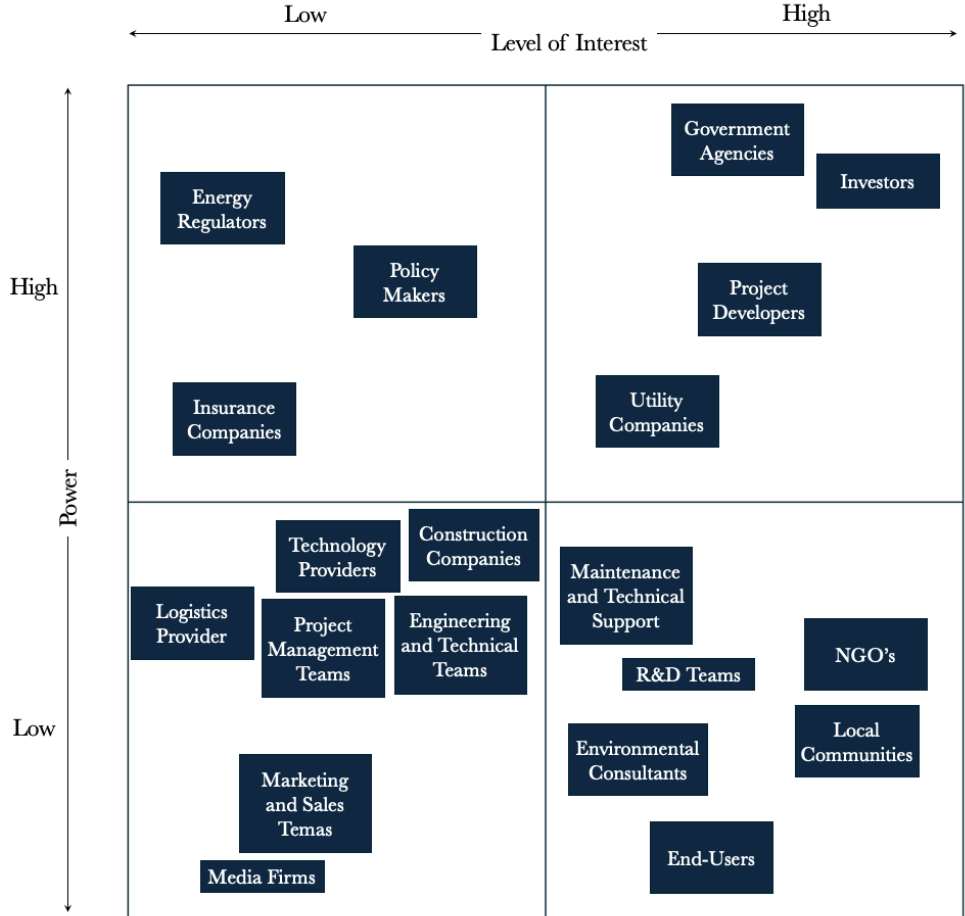 Low
High
Level of Interest
Government
Agencies
Investors
Energy
Regulators
Policy
Makers
High
Project
Developers
Insurance
Companies
Utility
Companies
Power
Technology
Providers
Construction
Companies
Maintenance
and Technical
Support
Logistics
Provider
Project
Management
Teams
Engineering
and Technical
Teams
NGO's
R&D Teams
Low
Environmental
Consultants
Local
Communities
Marketing
and Sales
Temas
End-Users
Media Firms